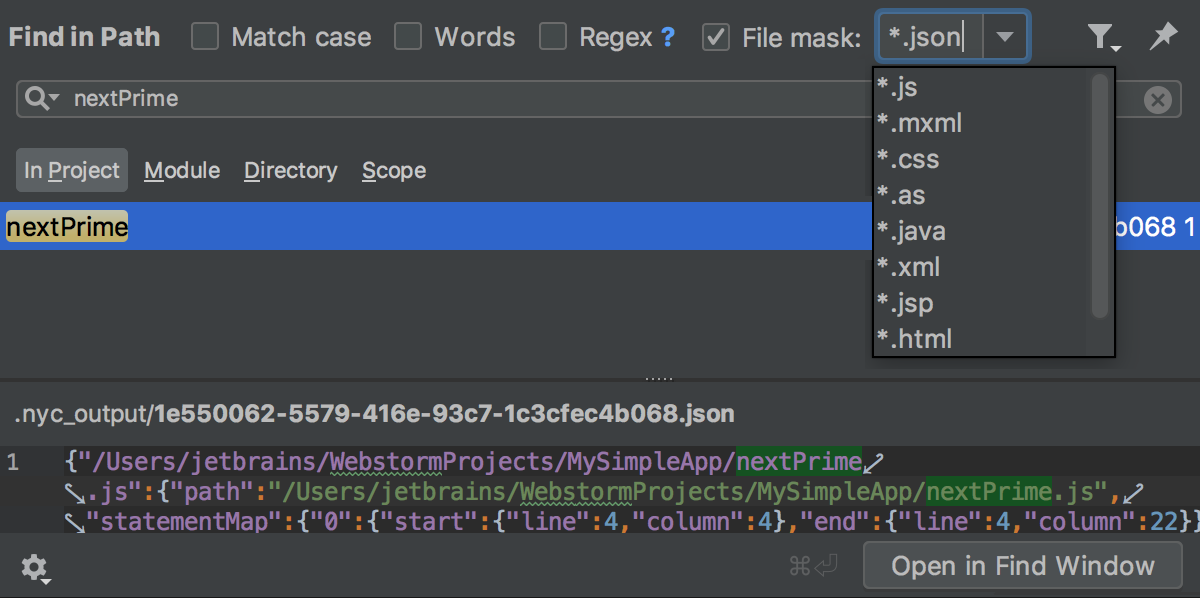 Find in Path Match case Words Regex ? File mask: *.json
nextPrime
*.js
*.mxml
*.css
*.as
*.java
*.xml
*.jsp
*.html
In Project Module Directory Scope
nextPrime b068 1
.nyc_output/1e550062-5579-416e-93c7-1c3cfec4b068.json
1 {"/Users/jetbrains/WebstormProjects/MySimpleApp/nextPrime
.js":{"path":"/Users/jetbrains/WebstormProjects/MySimpleApp/nextPrime.js",
"statementMap":{"0":{"start":{"line":4,"column":4},"end":{"line":4,"column":22}}
⌘⏎ Open in Find Window